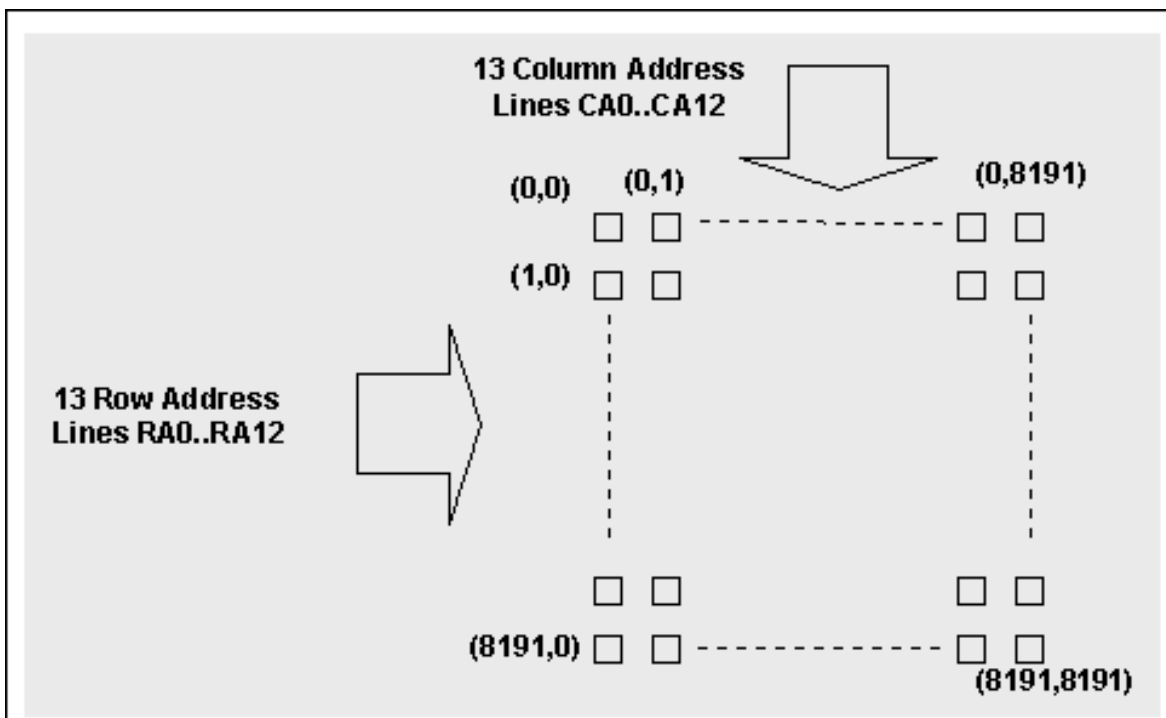 13 Column Address
Lines CA0..CA12
(0,0)
(0,1)
(0,8191)
(1,0)
13 Row Address
Lines RA0..RA12
(8191,0)
(8191,8191)